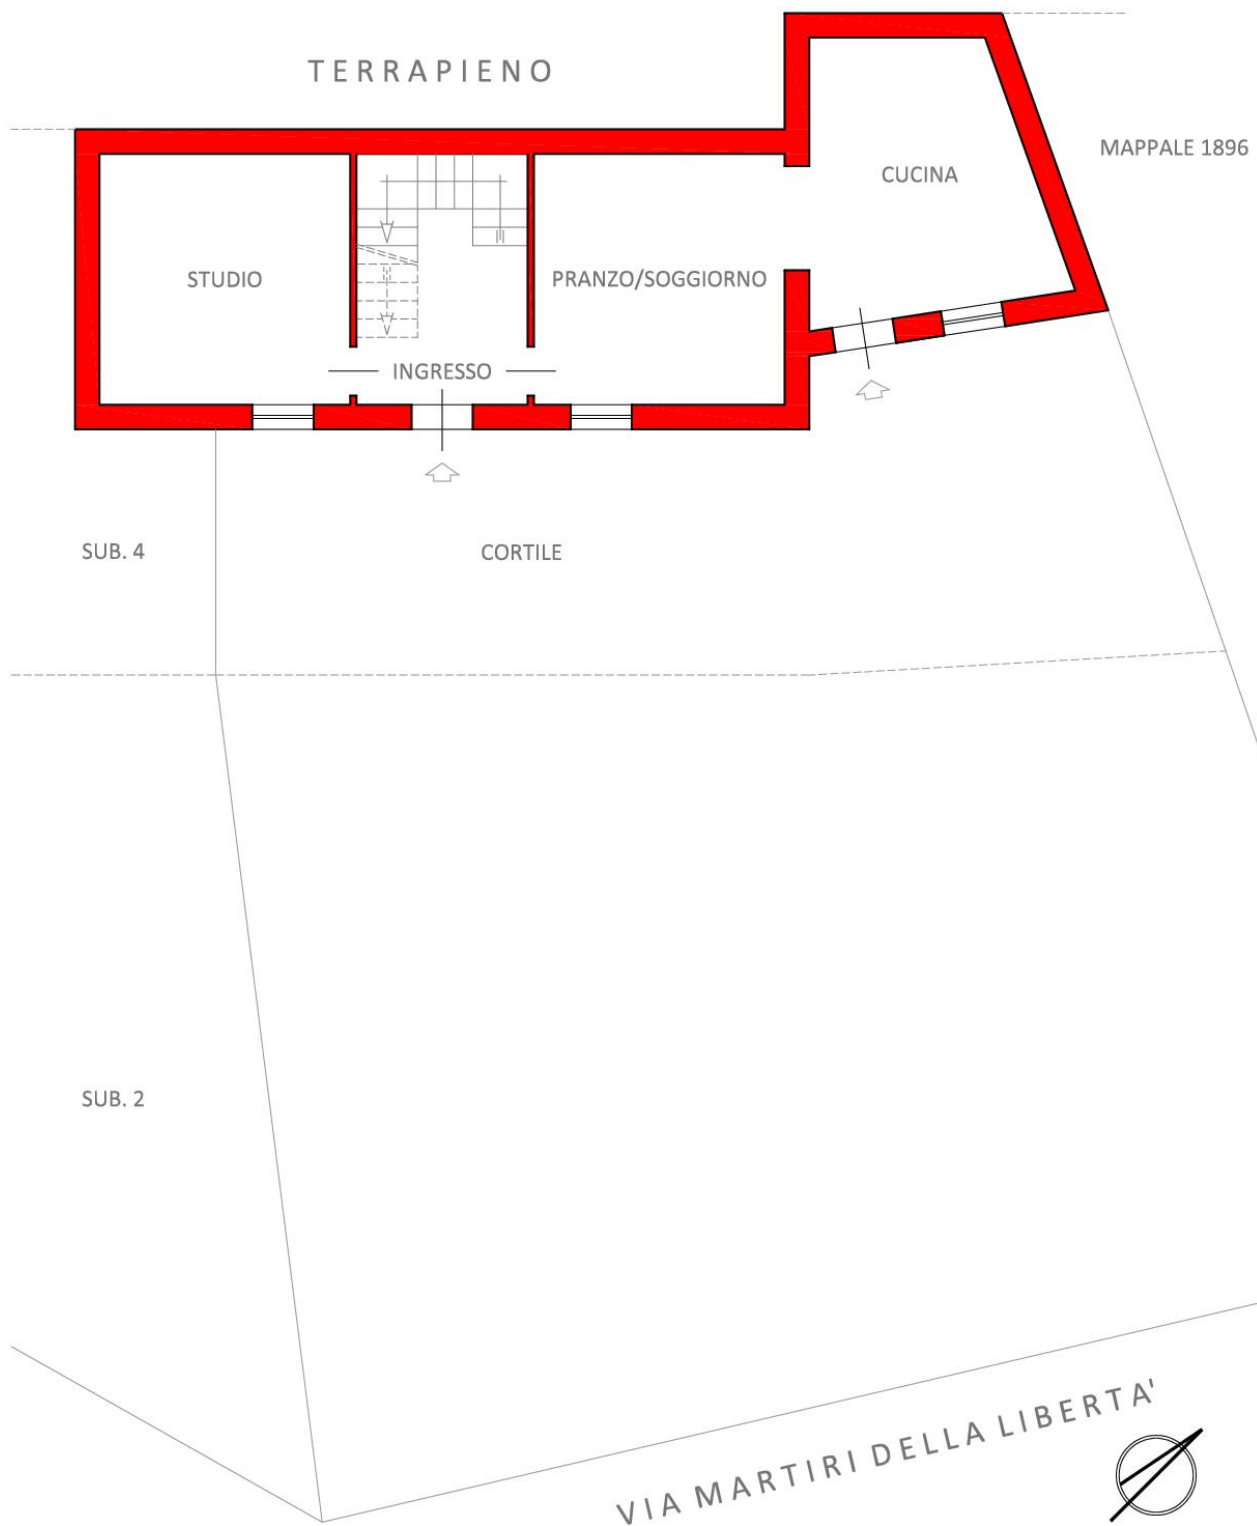 TERRAPIENO
MAPPALE 1896
CUCINA
STUDIO
PRANZO/SOGGIORNO
INGRESSO
SUB. 4
CORTILE
SUB. 2
VIA MARTIRI DELLA LIBERTA'